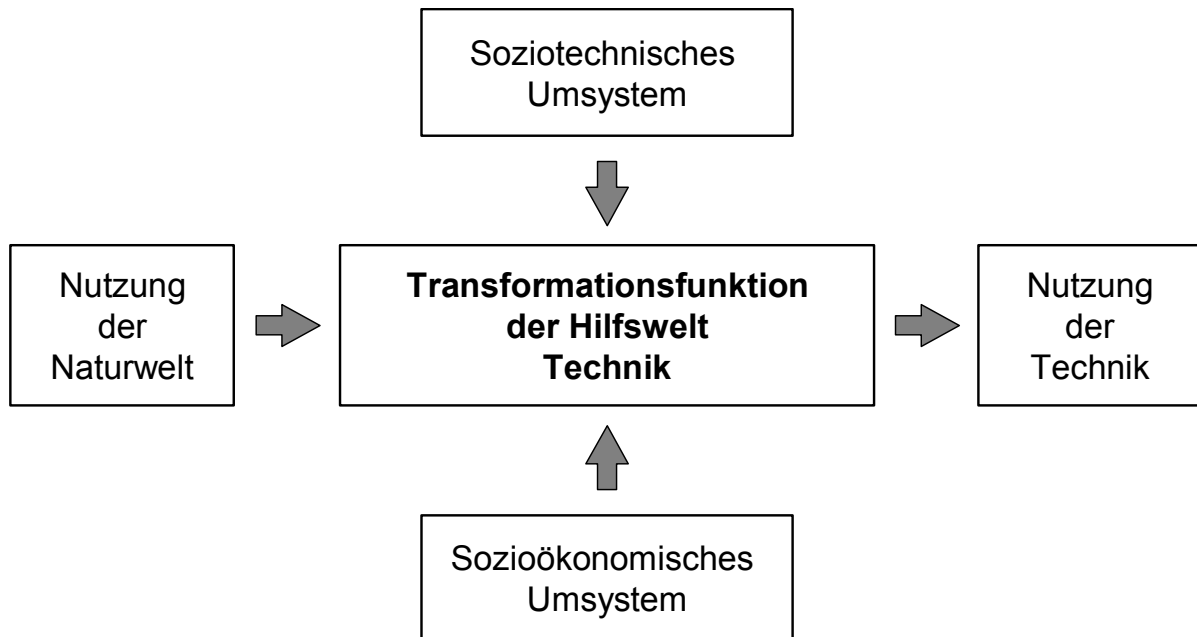 Soziotechnisches
Umsystem
Nutzung
der
Naturwelt
Transformationsfunktion
der Hilfswelt
Technik
Nutzung
der
Technik
Sozioökonomisches
Umsystem